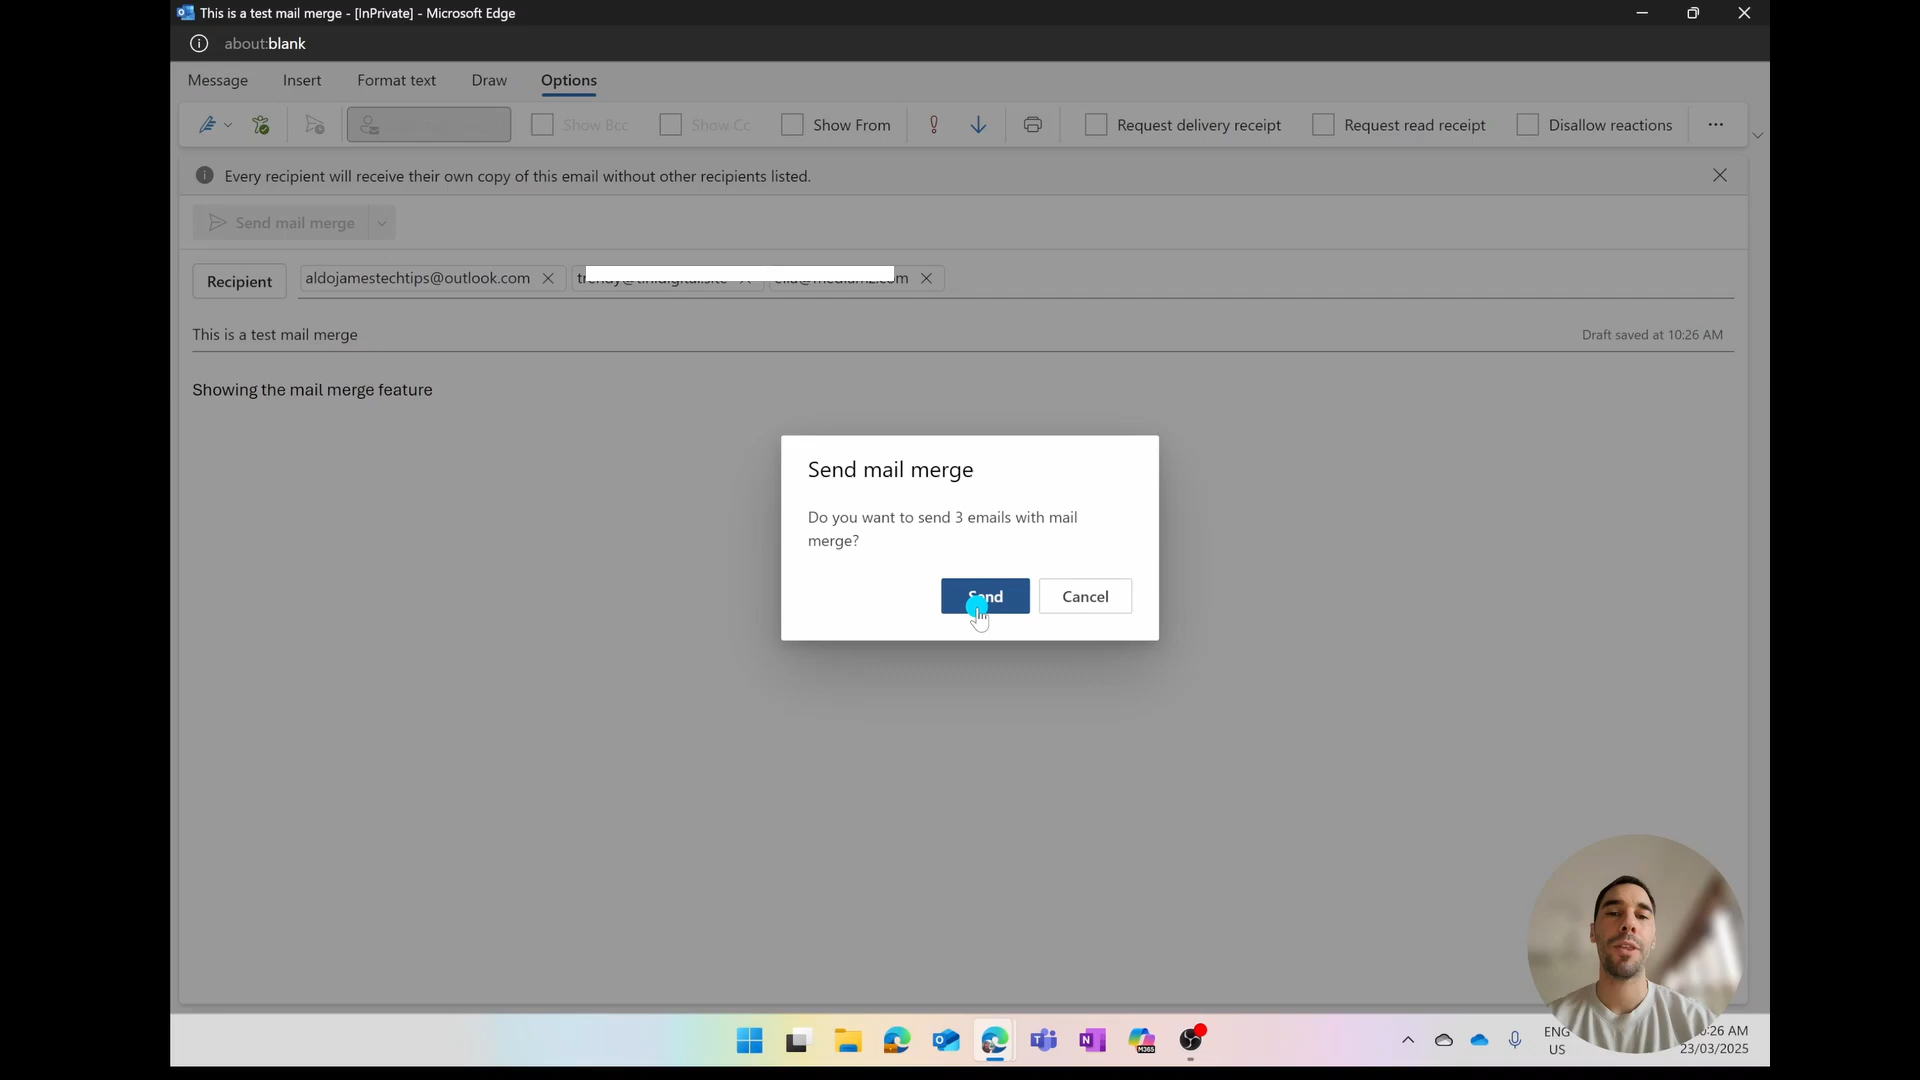 This is a test mail merge - [InPrivate] - Microsoft Edge
about:blank
Message Insert Format text Draw Options
Show Bcc Show Cc Show From Request delivery receipt Request read receipt Disallow reactions ...
Every recipient will receive their own copy of this email without other recipients listed.
Send mail merge
Recipient aldojamestechtips@outlook.com
This is a test mail merge Draft saved at 10:26 AM
Showing the mail merge feature
Send mail merge
Do you want to send 3 emails with mail
merge?
Send Cancel
M365
ENG
US
23/03/2025